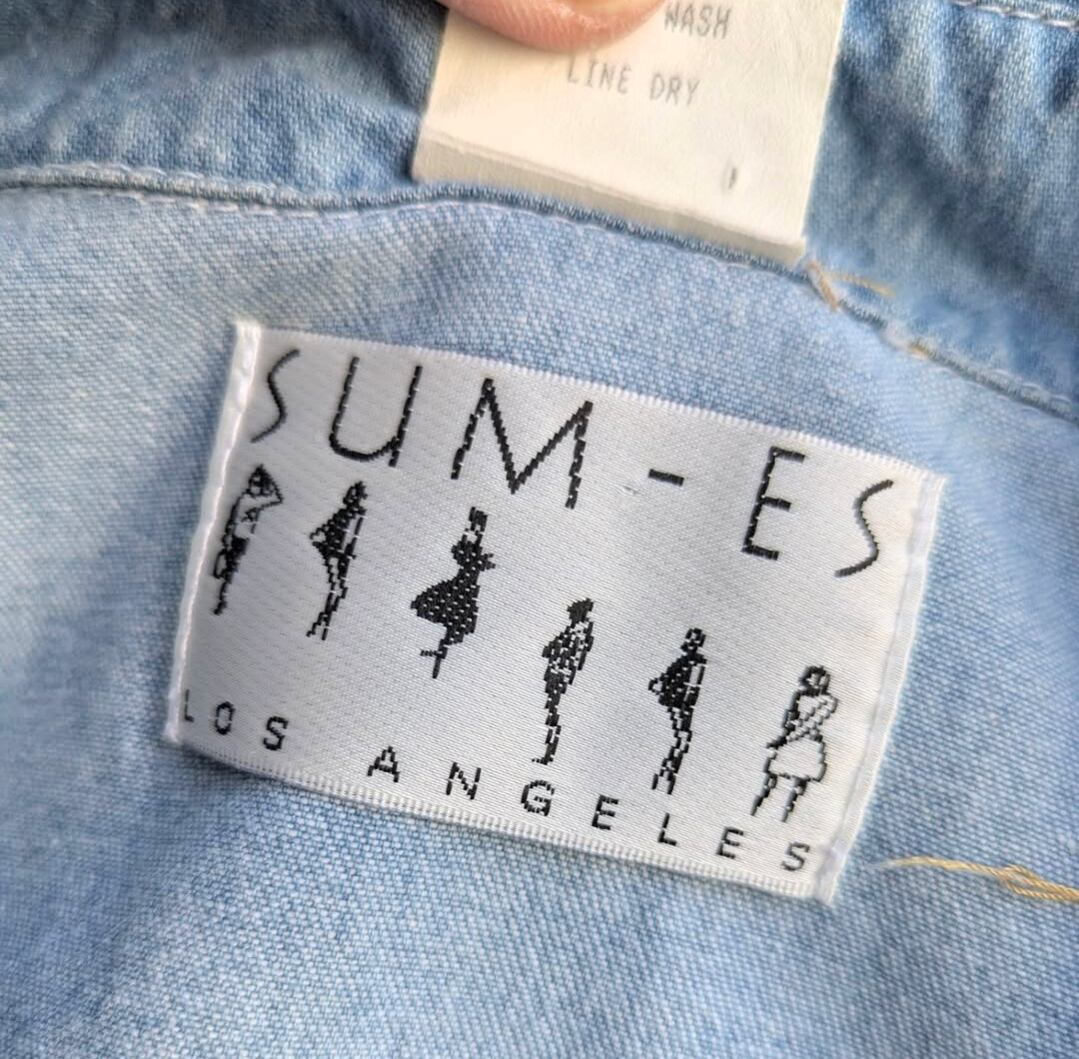 WASH
LINE DRY
SUM-ES
LOS ANGELES